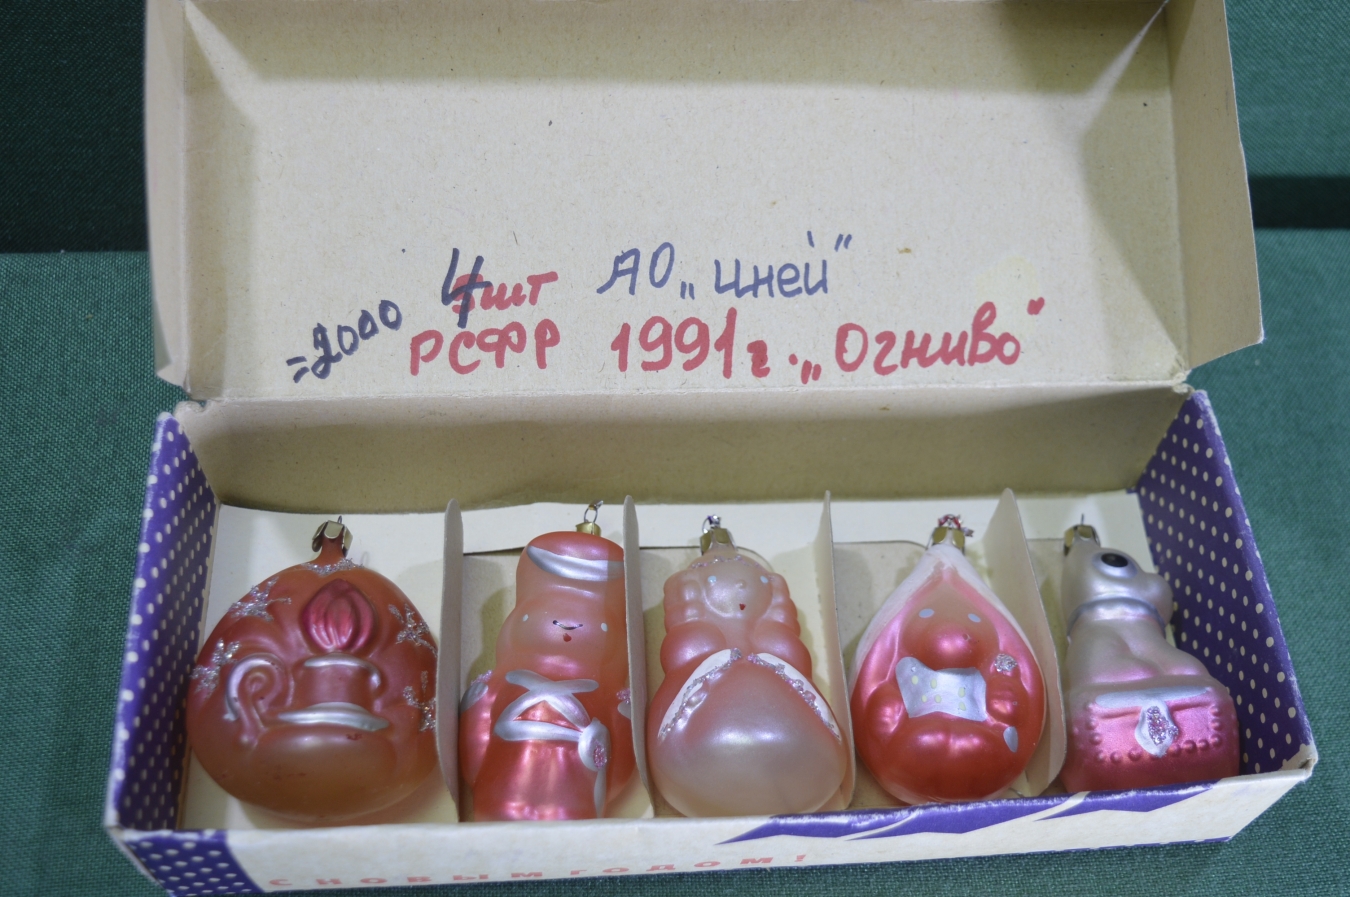 4шт АО „Иней"
=2000 РСФР 1991г. „Огниво"
С НОВЫМ ГОДОМ!